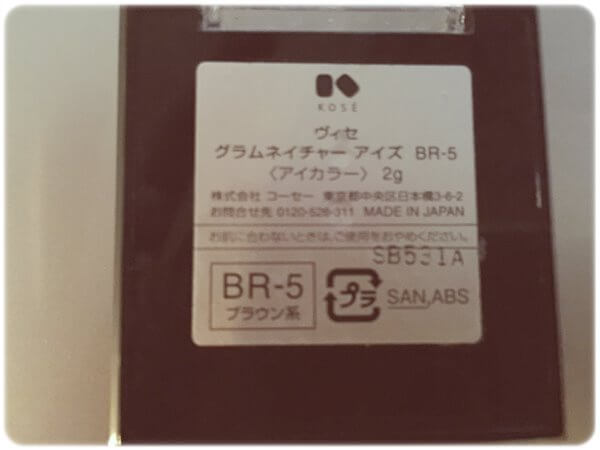 KOSÉ
ヴィセ
グラムネイチャー アイズ BR-5
〈アイカラー〉 2g
株式会社 コーセー 東京都中央区日本橋3-6-2
お問合せ先 0120-526-311 MADE IN JAPAN
お肌に合わないときは、ご使用をおやめください。
SB531A
BR-5
ブラウン系
プラ
SAN,ABS